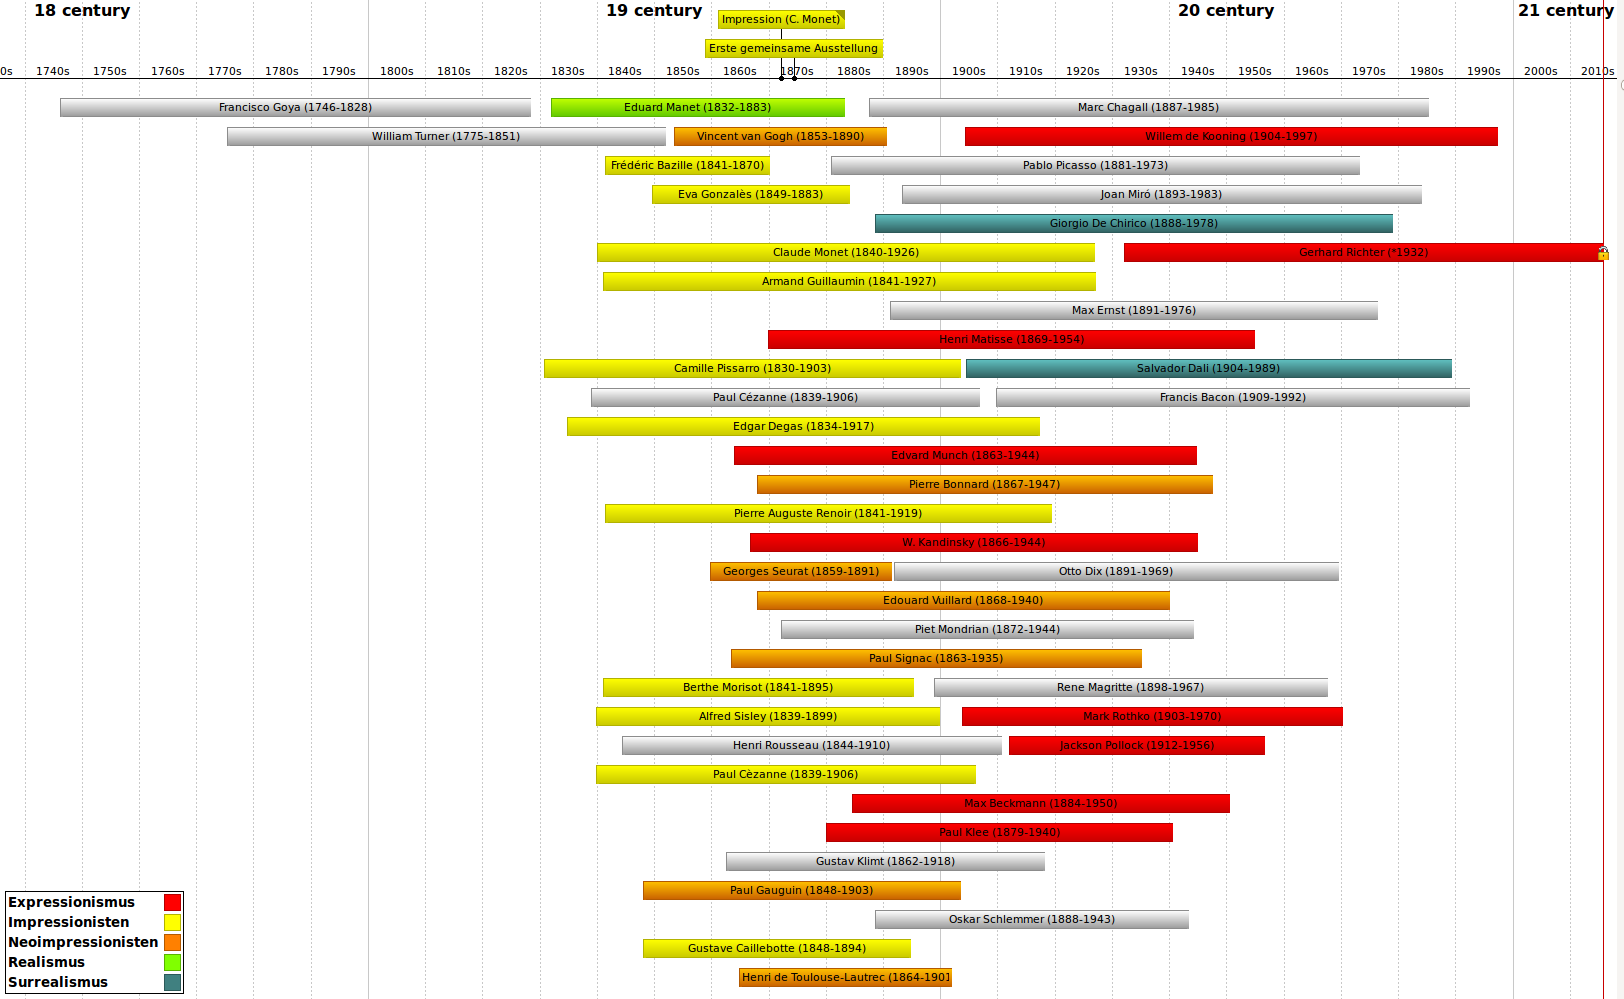 18 century 19 century 20 century 21 century
Impression (C. Monet)
Erste gemeinsame Ausstellung
0s 1740s 1750s 1760s 1770s 1780s 1790s 1800s 1810s 1820s 1830s 1840s 1850s 1860s 1870s 1880s 1890s 1900s 1910s 1920s 1930s 1940s 1950s 1960s 1970s 1980s 1990s 2000s 2010s
Francisco Goya (1746-1828) Eduard Manet (1832-1883) Marc Chagall (1887-1985)
William Turner (1775-1851) Vincent van Gogh (1853-1890) Willem de Kooning (1904-1997)
Frédéric Bazille (1841-1870) Pablo Picasso (1881-1973)
Eva Gonzalès (1849-1883) Joan Miró (1893-1983)
Giorgio De Chirico (1888-1978)
Claude Monet (1840-1926) Gerhard Richter (*1932)
Armand Guillaumin (1841-1927)
Max Ernst (1891-1976)
Henri Matisse (1869-1954)
Camille Pissarro (1830-1903) Salvador Dali (1904-1989)
Paul Cézanne (1839-1906) Francis Bacon (1909-1992)
Edgar Degas (1834-1917)
Edvard Munch (1863-1944)
Pierre Bonnard (1867-1947)
Pierre Auguste Renoir (1841-1919)
W. Kandinsky (1866-1944)
Georges Seurat (1859-1891) Otto Dix (1891-1969)
Edouard Vuillard (1868-1940)
Piet Mondrian (1872-1944)
Paul Signac (1863-1935)
Berthe Morisot (1841-1895) Rene Magritte (1898-1967)
Alfred Sisley (1839-1899) Mark Rothko (1903-1970)
Henri Rousseau (1844-1910) Jackson Pollock (1912-1956)
Paul Cèzanne (1839-1906)
Max Beckmann (1884-1950)
Paul Klee (1879-1940)
Gustav Klimt (1862-1918)
Paul Gauguin (1848-1903)
Oskar Schlemmer (1888-1943)
Gustave Caillebotte (1848-1894)
Henri de Toulouse-Lautrec (1864-1901
Expressionismus
Impressionisten
Neoimpressionisten
Realismus
Surrealismus